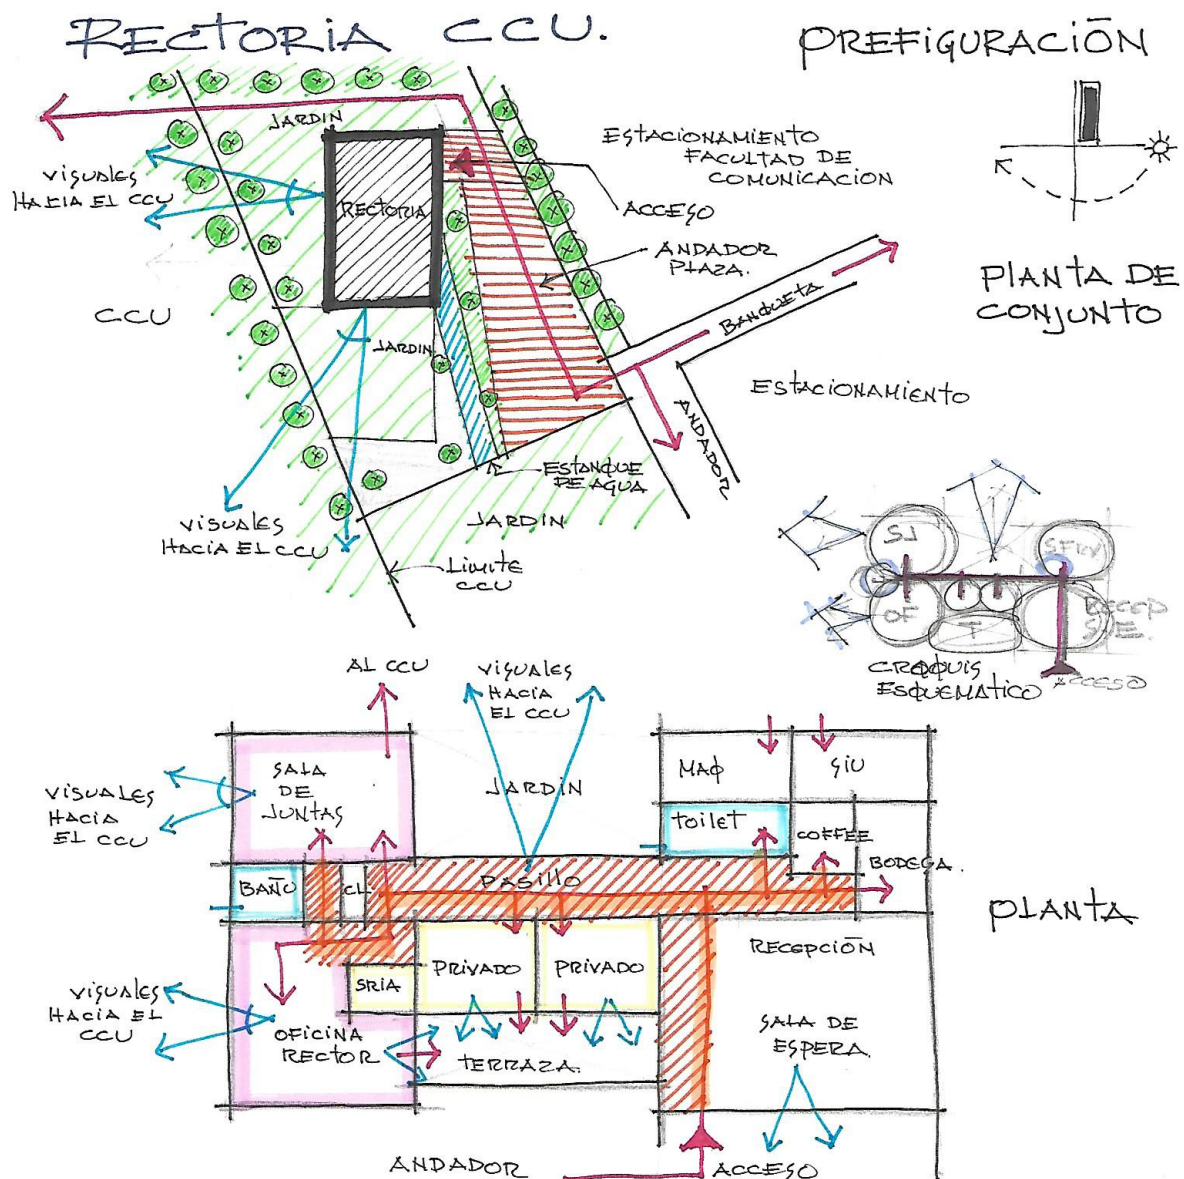 RECTORIA CCU.
PREFIGURACIÓN
JARDIN
ESTACIONAMIENTO
FACULTAD DE
COMUNICACION
VISUALES
HACIA EL CCU
RECTORIA
ACCESO
ANDADOR
PLAZA.
BANQUETA
PLANTA DE
CONJUNTO
CCU
JARDIN
ESTACIONAMIENTO
ANDADOR
ESTANQUE
DE AGUA
JARDIN
VISUALES
HACIA EL CCU
LIMITE
CCU
SJ
OF
T
RECEP
CROQUIS
ESQUEMATICO
ACCESO
AL CCU
VISUALES
HACIA
EL CCU
SALA
DE
JUNTAS
JARDIN
MAQ
SIU
VISUALES
HACIA
EL CCU
TOILET
COFFEE
BODEGA.
BAÑO
CL
PASILLO
PLANTA
RECEPCIÓN
PRIVADO
PRIVADO
SRIA
VISUALES
HACIA EL
CCU
OFICINA
RECTOR
TERRAZA.
SALA DE
ESPERA.
ANDADOR
ACCESO